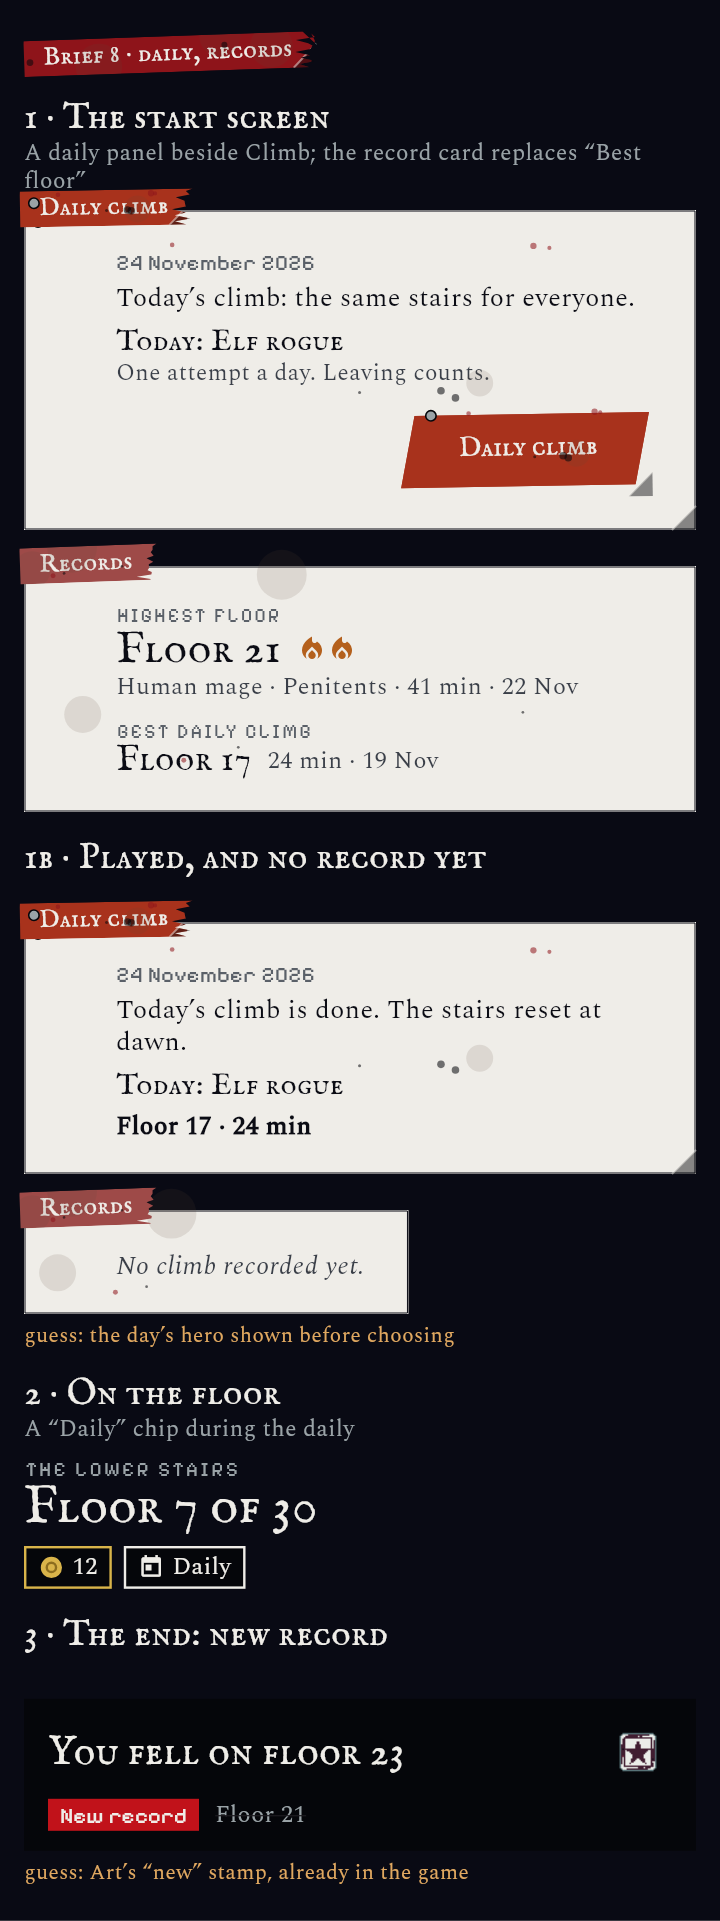 Brief 8 · daily, records
1 · The start screen
A daily panel beside Climb; the record card replaces “Best
floor”
Daily climb
24 November 2026
Today’s climb: the same stairs for everyone.
Today: Elf rogue
One attempt a day. Leaving counts.
Daily climb
Records
HIGHEST FLOOR
Floor 21
Human mage · Penitents · 41 min · 22 Nov
BEST DAILY CLIMB
Floor 17 24 min · 19 Nov
1b · Played, and no record yet
Daily climb
24 November 2026
Today’s climb is done. The stairs reset at
dawn.
Today: Elf rogue
Floor 17 · 24 min
Records
No climb recorded yet.
guess: the day’s hero shown before choosing
2 · On the floor
A “Daily” chip during the daily
THE LOWER STAIRS
Floor 7 of 30
12 Daily
3 · The end: new record
You fell on floor 23
New record Floor 21
guess: Art’s “new” stamp, already in the game